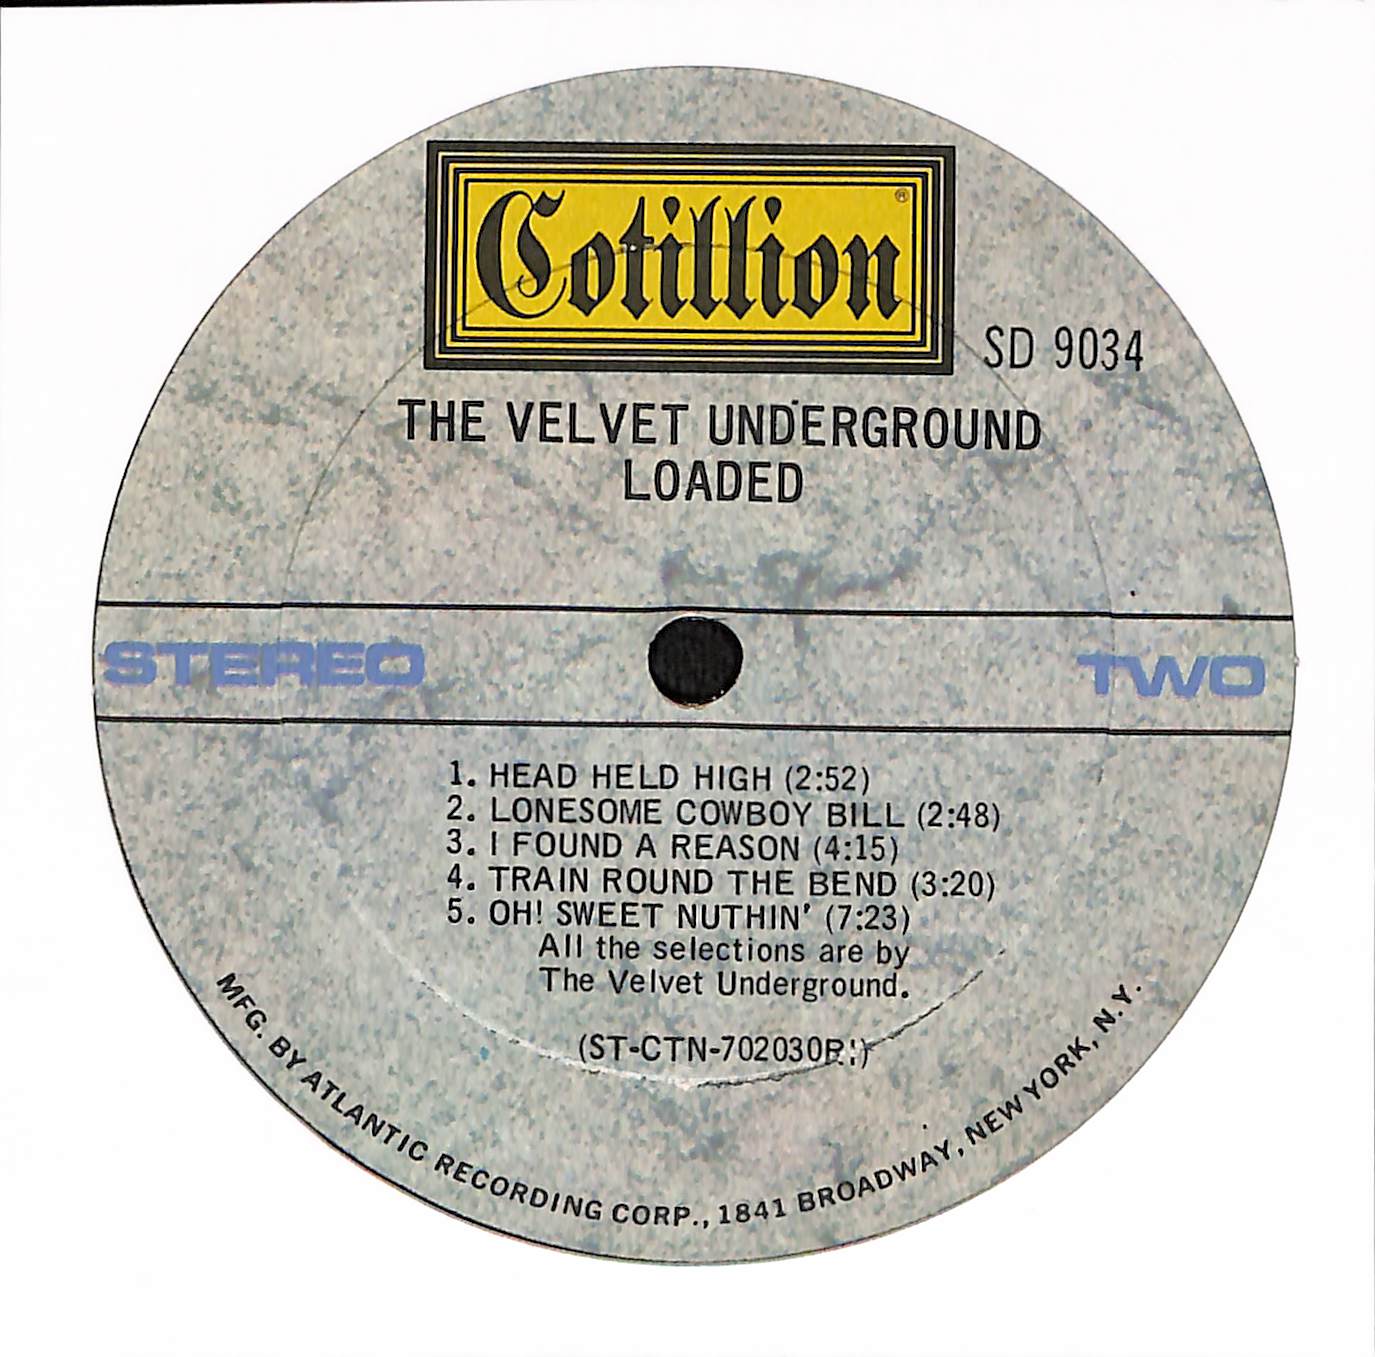 Cotillion®
SD 9034
THE VELVET UNDERGROUND
LOADED
STEREO
TWO
1. HEAD HELD HIGH (2:52)
2. LONESOME COWBOY BILL (2:48)
3. I FOUND A REASON (4:15)
4. TRAIN ROUND THE BEND (3:20)
5. OH! SWEET NUTHIN' (7:23)
All the selections are by
The Velvet Underground.
MFG. BY ATLANTIC RECORDING CORP., 1841 BROADWAY, NEW YORK, N.Y.